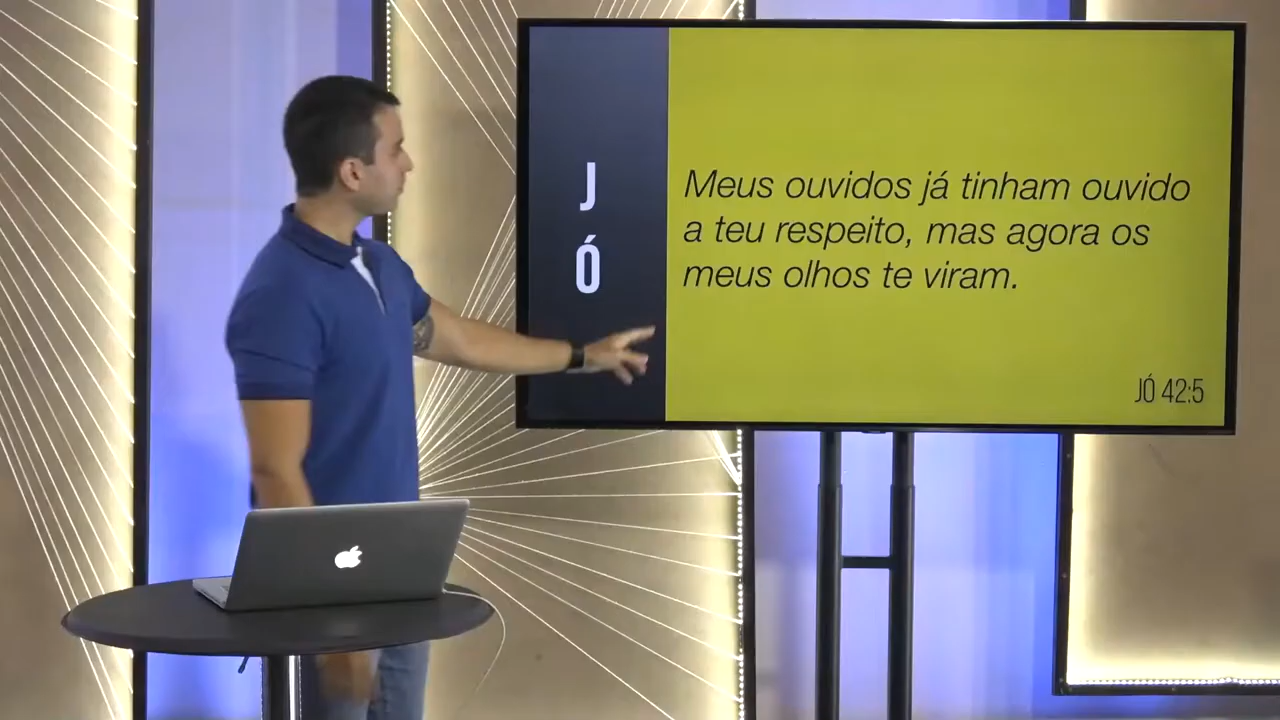 J
Ó
Meus ouvidos já tinham ouvido
a teu respeito, mas agora os
meus olhos te viram.
JÓ 42:5